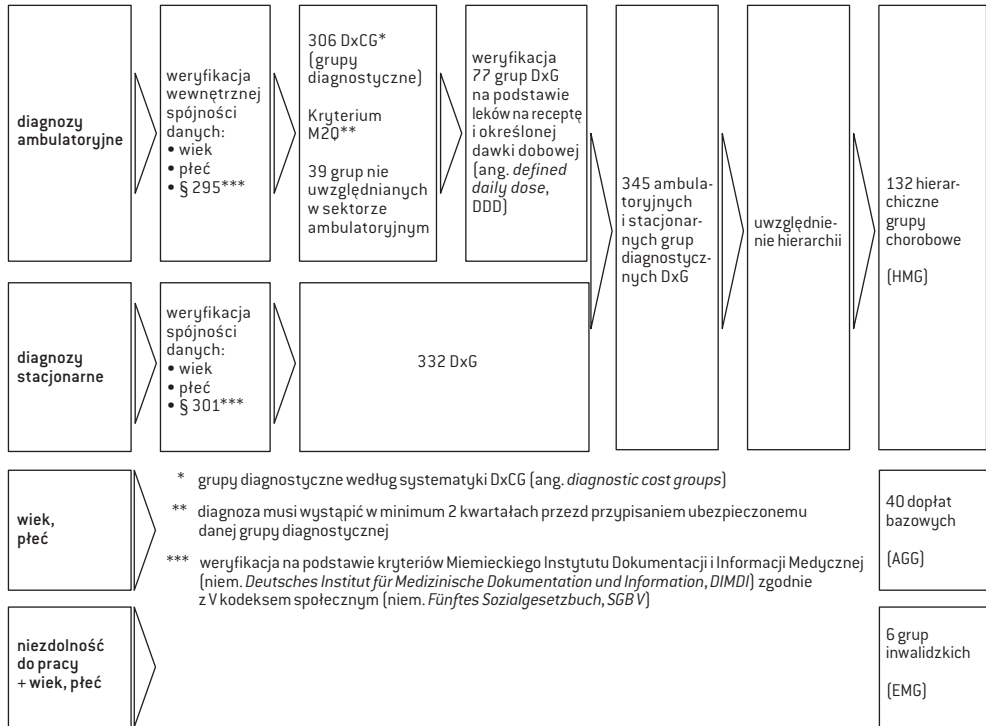 diagnozy
ambulatoryjne
weryfikacja
wewnętrznej
spójności
danych:
• wiek
• płeć
• § 295***
306 DxCG*
(grupy
diagnostyczne)
Kryterium
M2Q**
39 grup nie
uwzględnianych
w sektorze
ambulatoryjnym
weryfikacja
77 grup DxG
na podstawie
leków na receptę
i określonej
dawki dobowej
(ang. defined
daily dose,
DDD)
345 ambula-
toryjnych
i stacjonar-
nych grup
diagnostycz-
nych DxG
uwzględnie-
nie hierarchii
132 hierar-
chiczne
grupy
chorobowe
(HMG)
diagnozy
stacjonarne
weryfikacja
spójności
danych:
• wiek
• płeć
• § 301***
332 DxG
wiek,
płeć
* grupy diagnostyczne według systematyki DxCG (ang. diagnostic cost groups)
** diagnoza musi wystąpić w minimum 2 kwartałach przezd przypisaniem ubezpieczonemu
danej grupy diagnostycznej
*** weryfikacja na podstawie kryteriów Miemieckiego Instytutu Dokumentacji i Informacji Medycznej
(niem. Deutsches Institut für Medizinische Dokumentation und Information, DIMDI) zgodnie
z V kodeksem społecznym (niem. Fünftes Sozialgesetzbuch, SGB V)
40 dopłat
bazowych
(AGG)
niezdolność
do pracy
+ wiek, płeć
6 grup
inwalidzkich
(EMG)